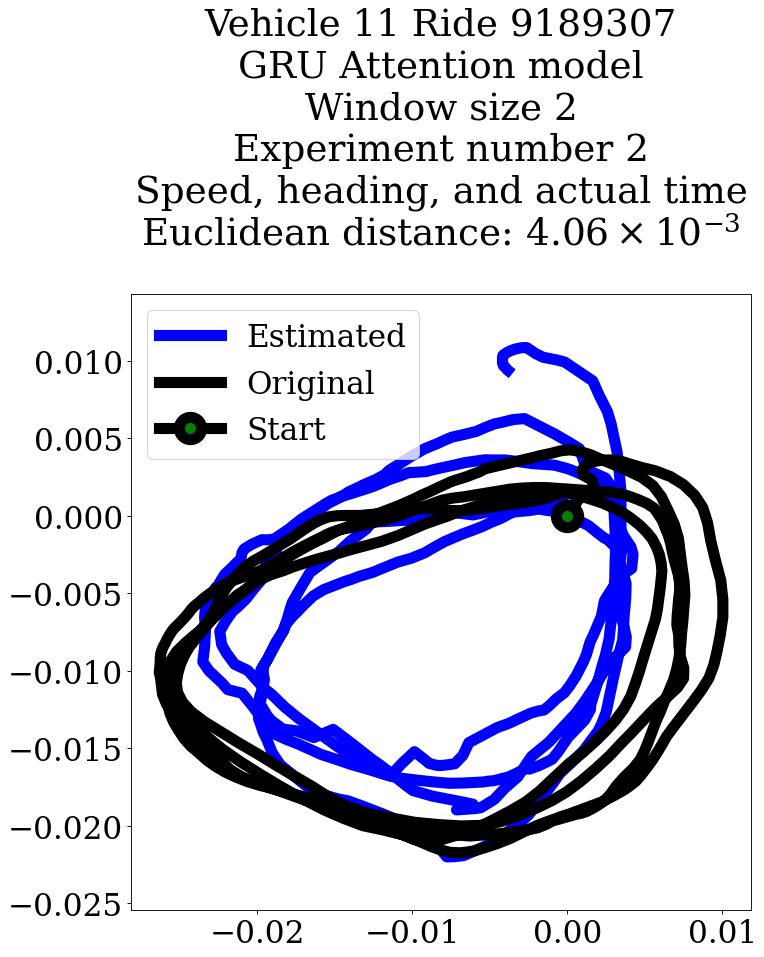 Vehicle 11 Ride 9189307
GRU Attention model
Window size 2
Experiment number 2
Speed, heading, and actual time
Euclidean distance: 4.06 × 10⁻³
Estimated
Original
Start
0.010
0.005
0.000
−0.005
−0.010
−0.015
−0.020
−0.025
−0.02 −0.01 0.00 0.01